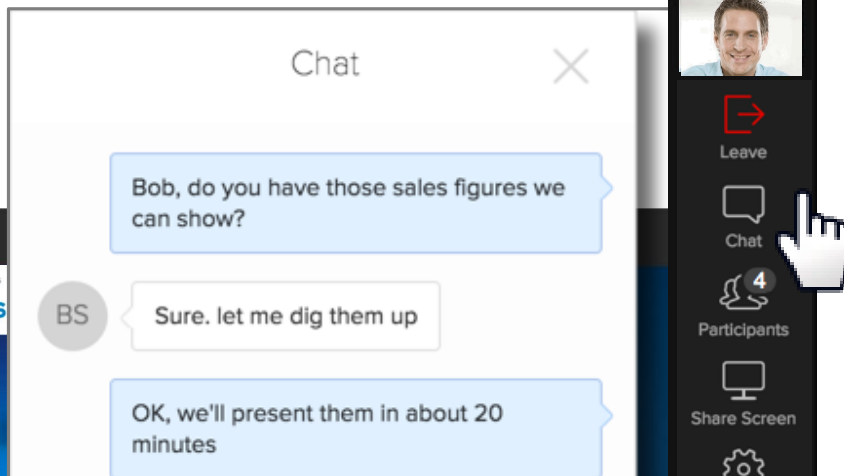 Chat
Bob, do you have those sales figures we
can show?
BS
Sure. let me dig them up
OK, we'll present them in about 20
minutes
Leave
Chat
4
Participants
Share Screen